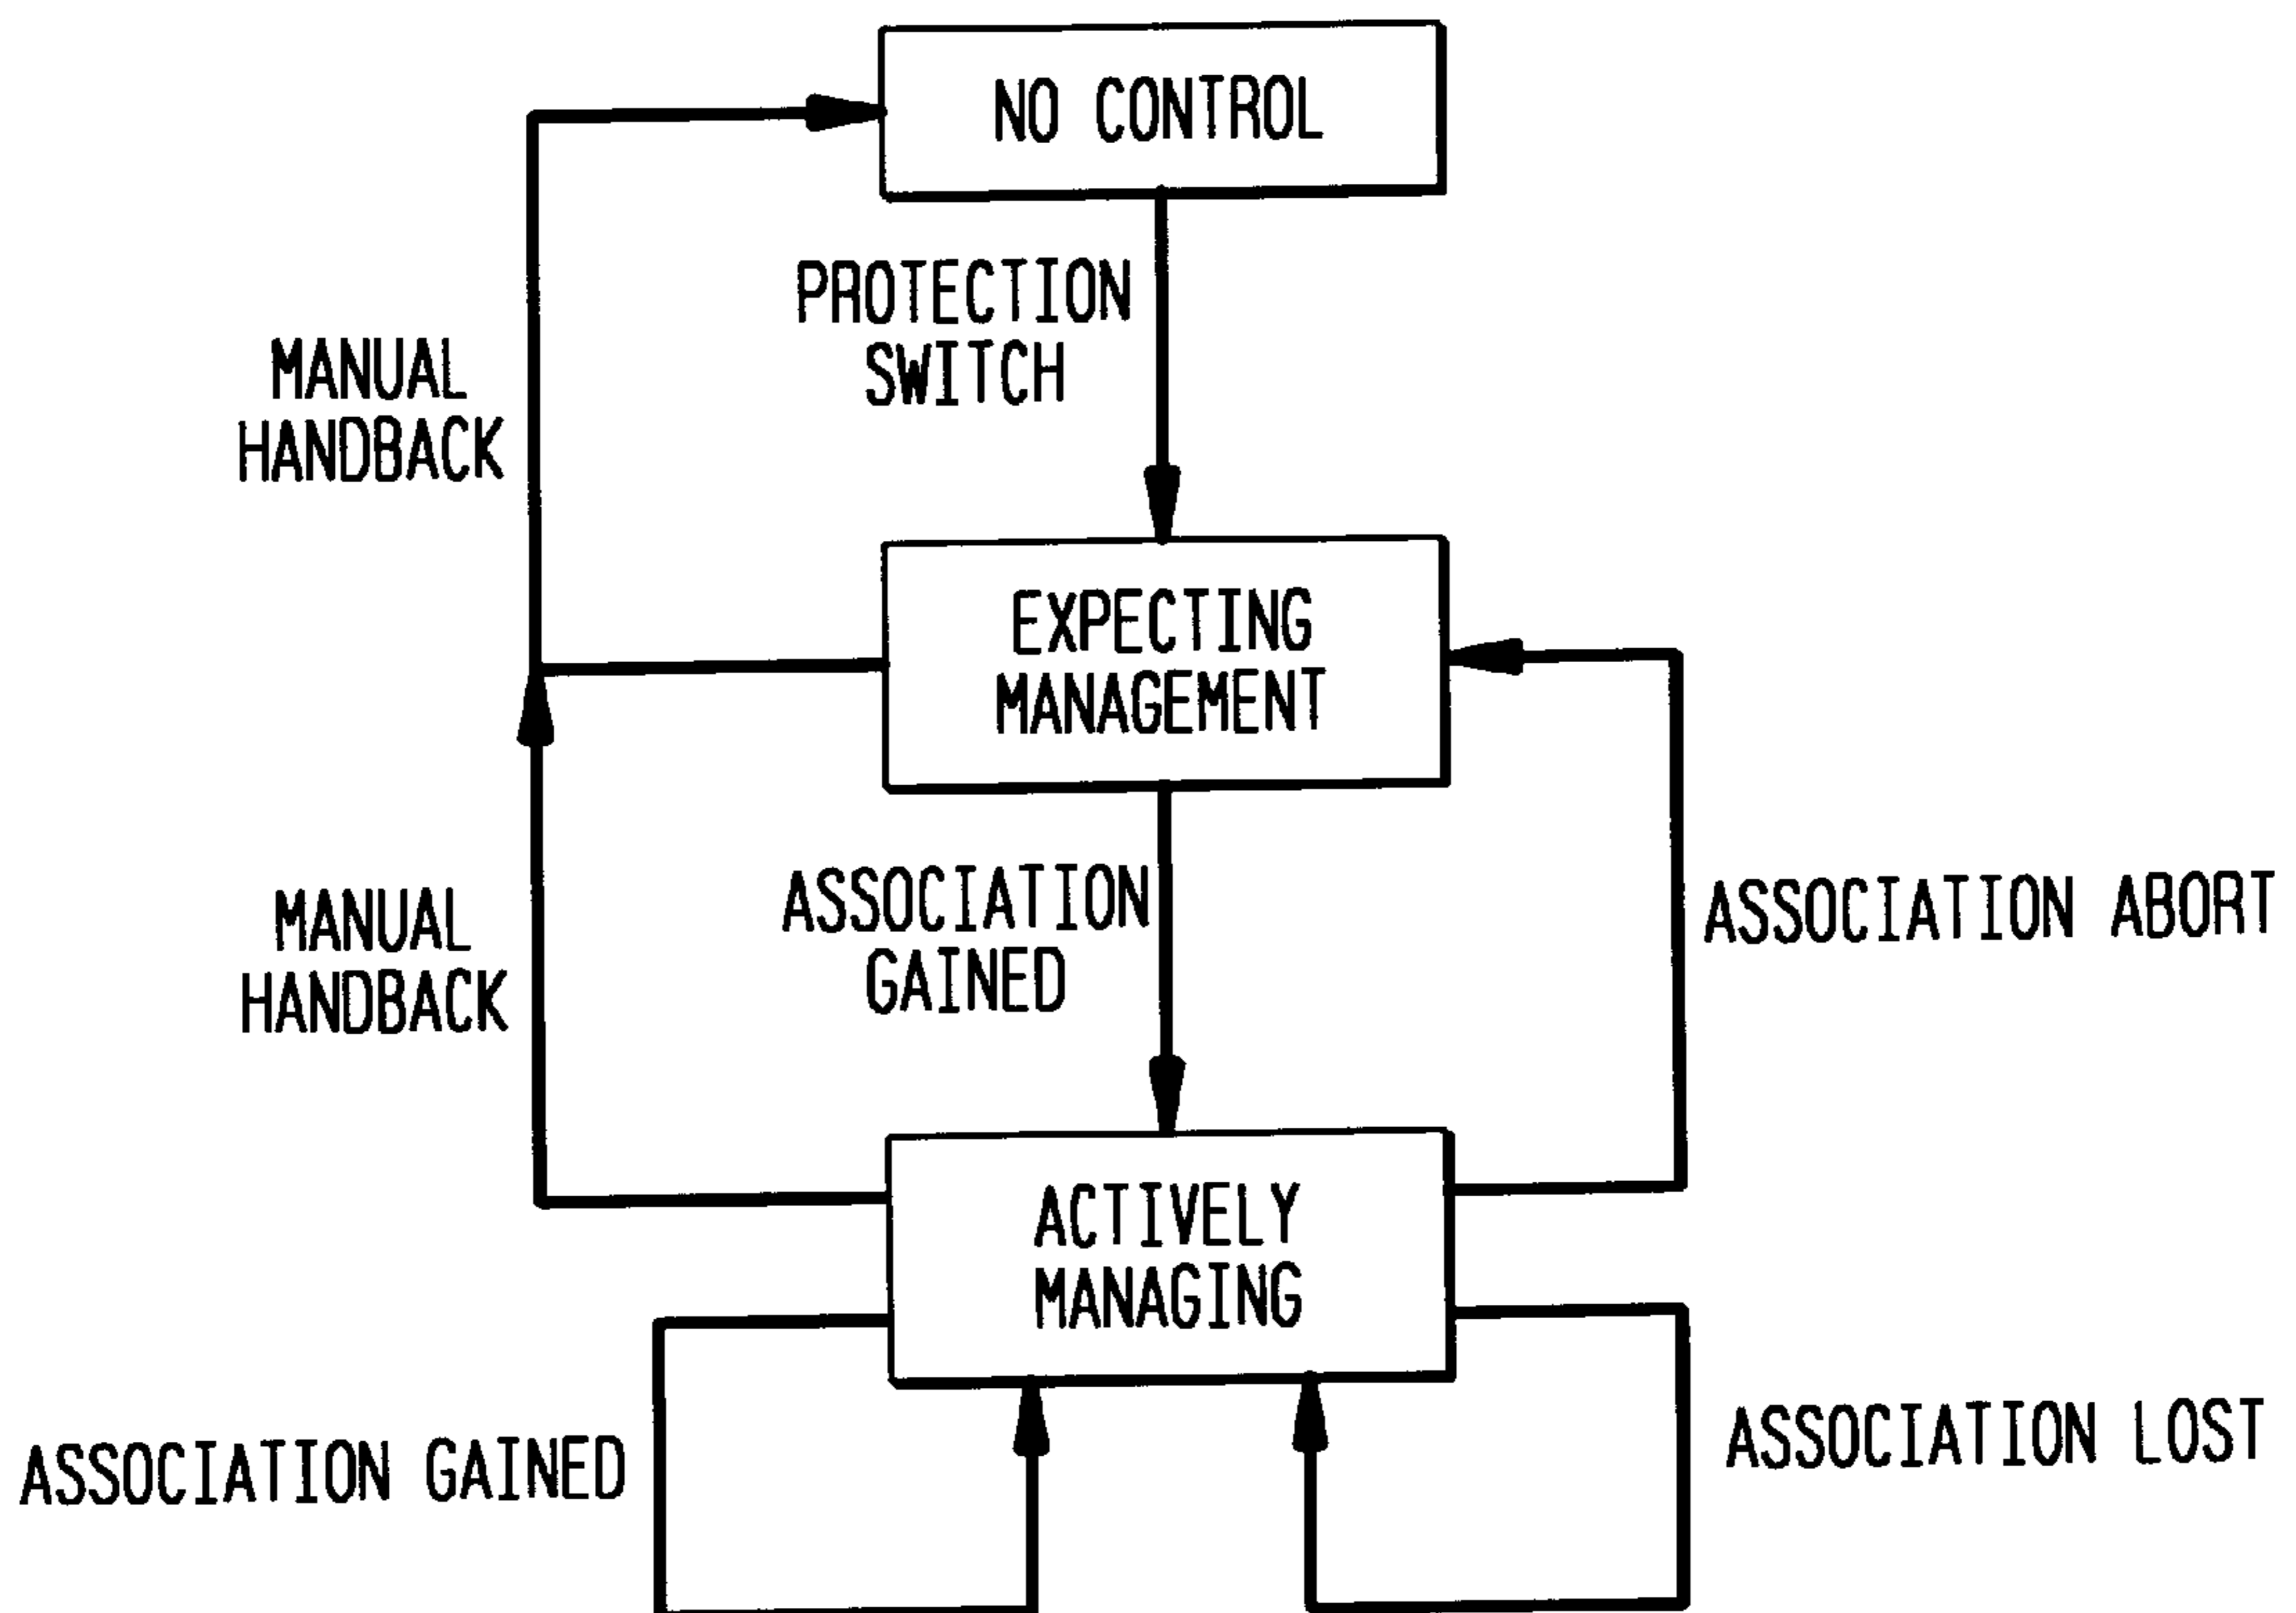 NO CONTROL
PROTECTION
SWITCH
MANUAL
HANDBACK
EXPECTING
MANAGEMENT
ASSOCIATION
GAINED
MANUAL
HANDBACK
ASSOCIATION ABORT
ACTIVELY
MANAGING
ASSOCIATION GAINED
ASSOCIATION LOST